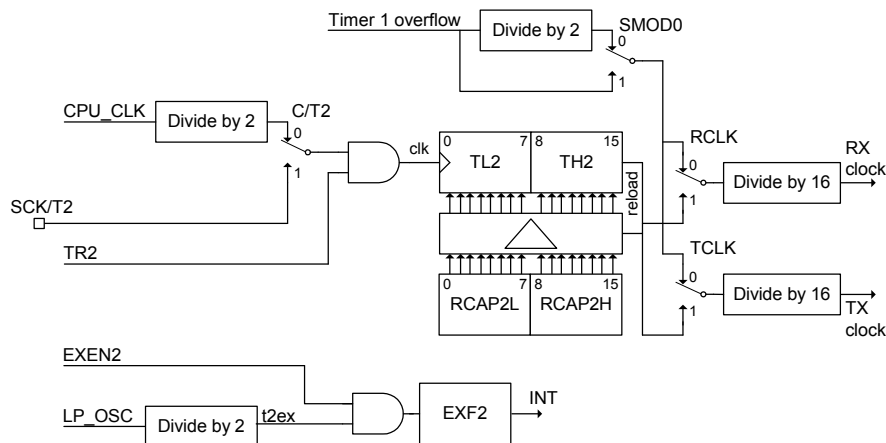 Timer 1 overflow
Divide by 2
SMOD0
0
1
CPU_CLK
Divide by 2
C/T2
0
1
clk
0 7 8 15
TL2 TH2
reload
RCLK
0
1
Divide by 16
RX
clock
SCK/T2
TR2
TCLK
0
1
Divide by 16
TX
clock
0 7 8 15
RCAP2L RCAP2H
EXEN2
LP_OSC
Divide by 2
t2ex
EXF2
INT